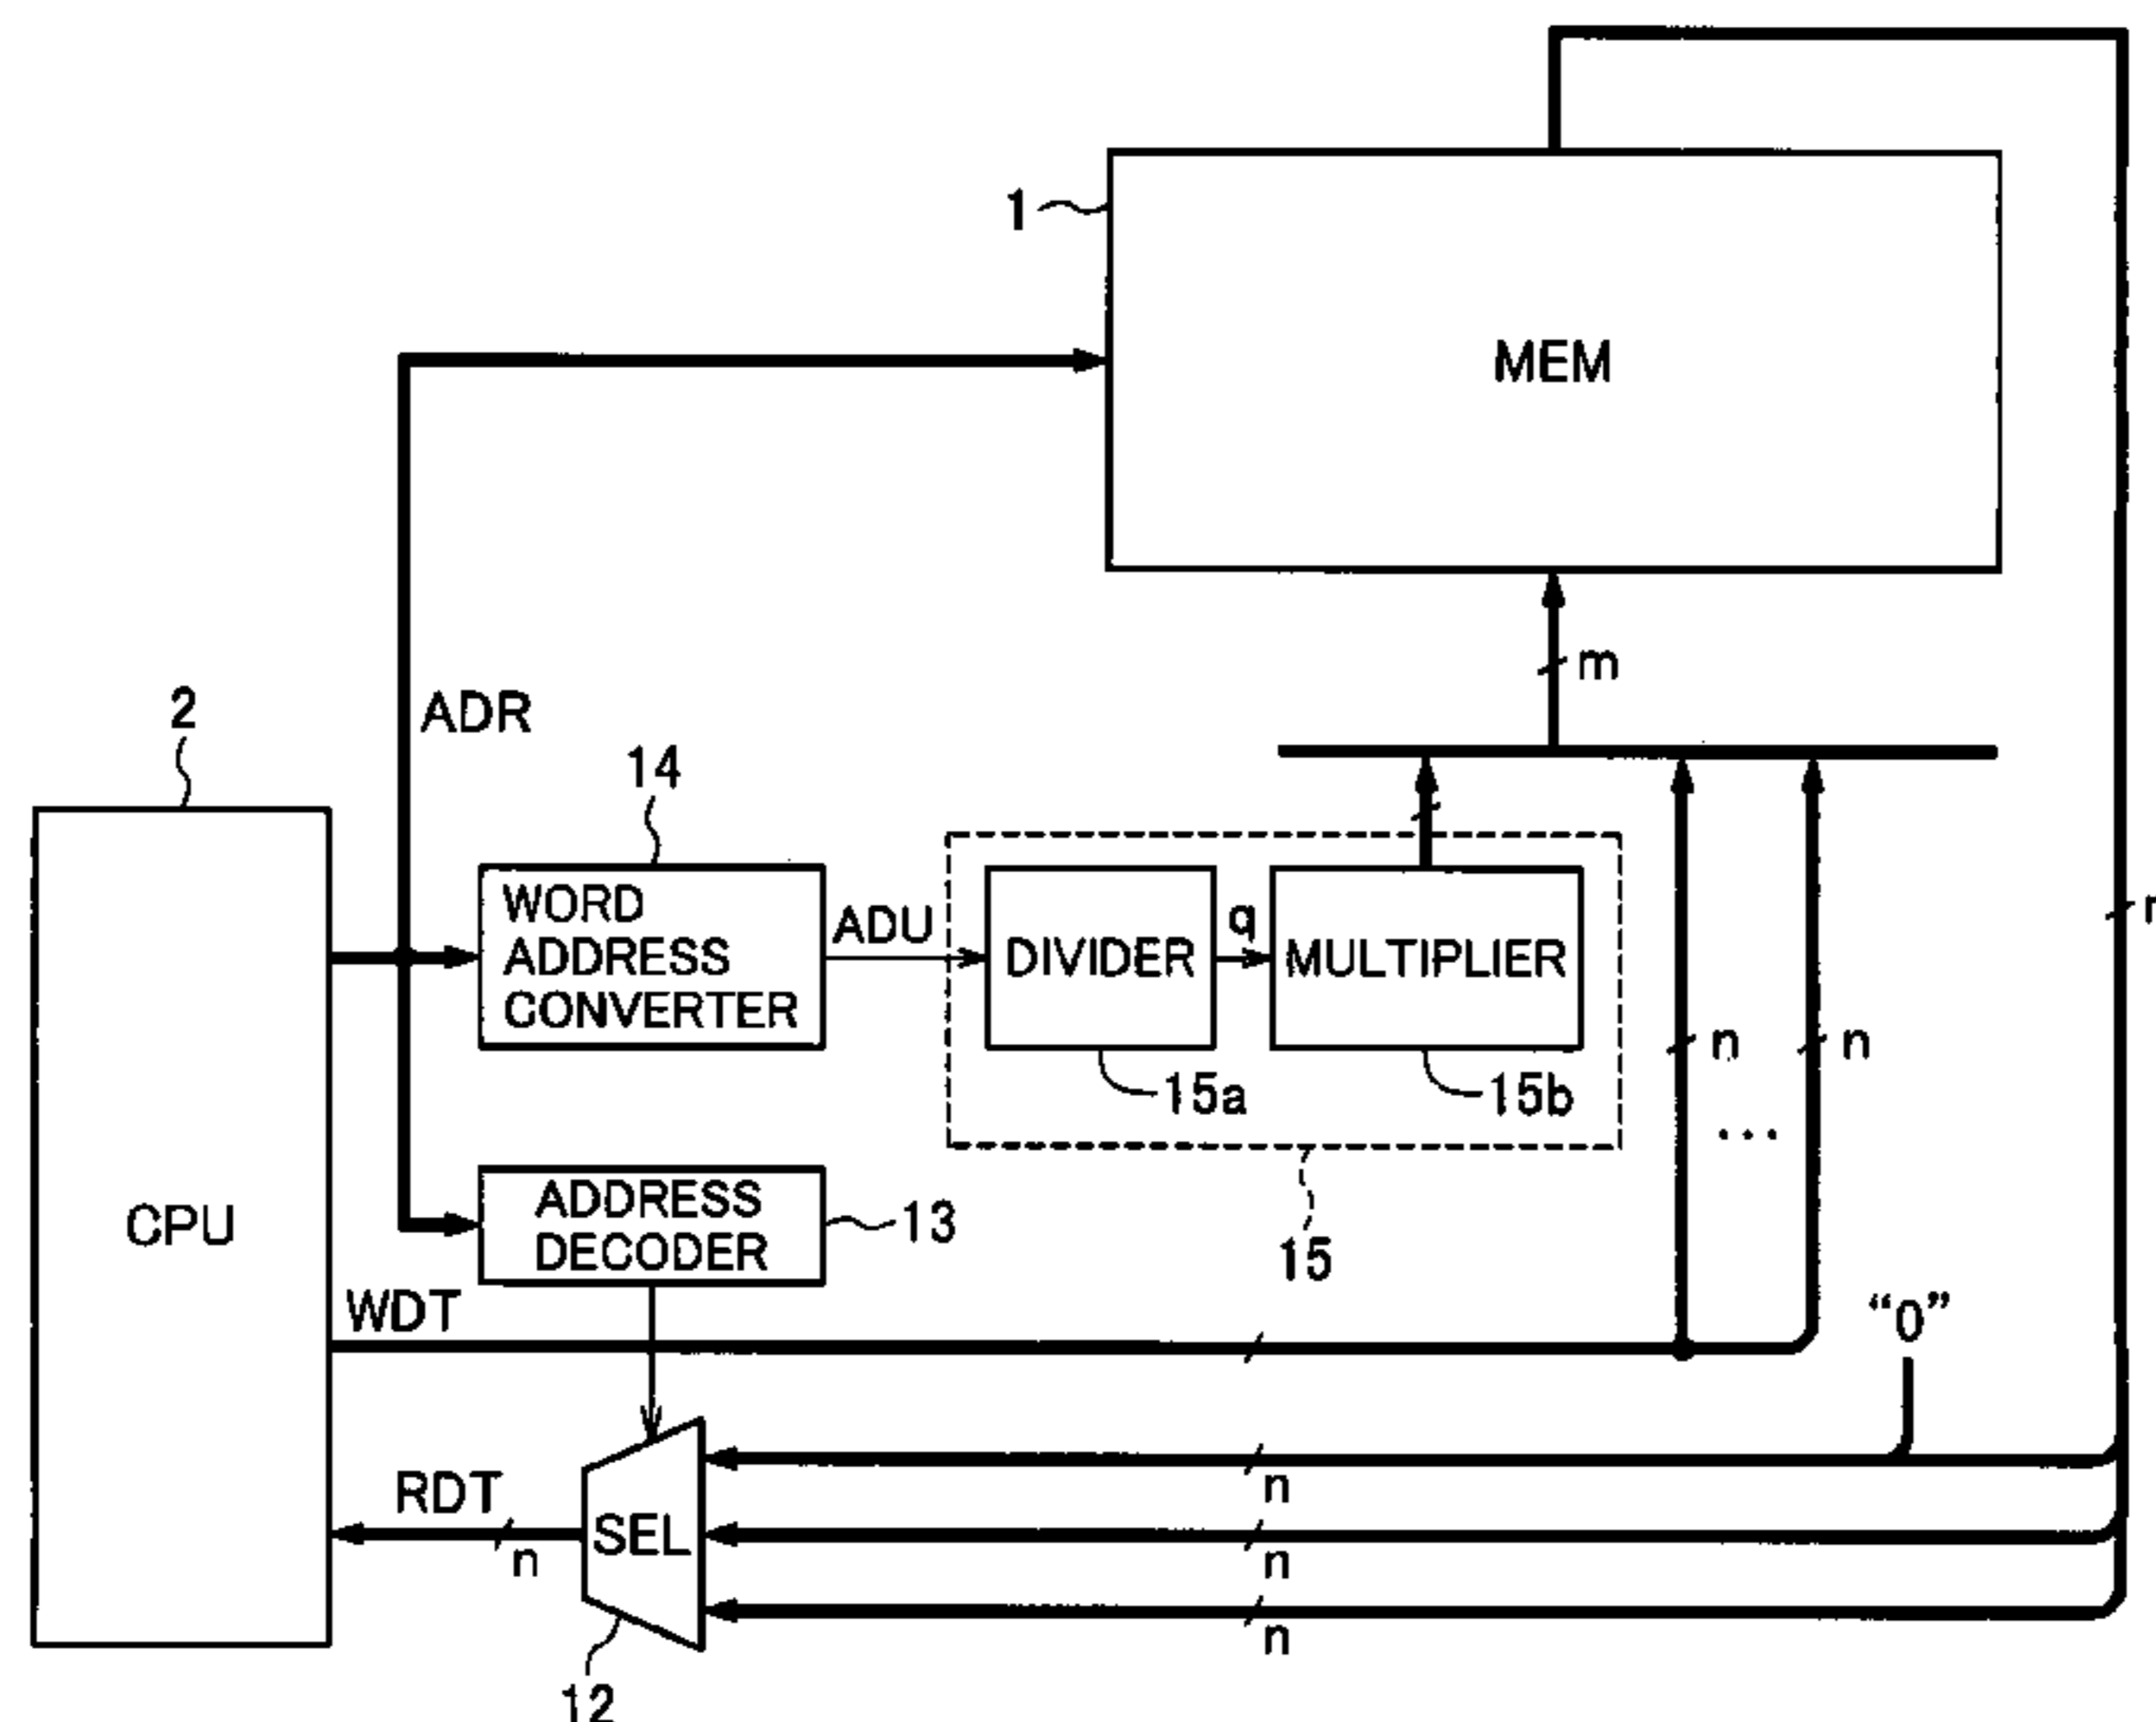 1
MEM
m
2
ADR
14
WORD
ADDRESS
CONVERTER
ADU
DIVIDER
q
MULTIPLIER
15a
15b
n
n
...
15
CPU
ADDRESS
DECODER
13
WDT
"0"
RDT
n
SEL
n
n
n
12